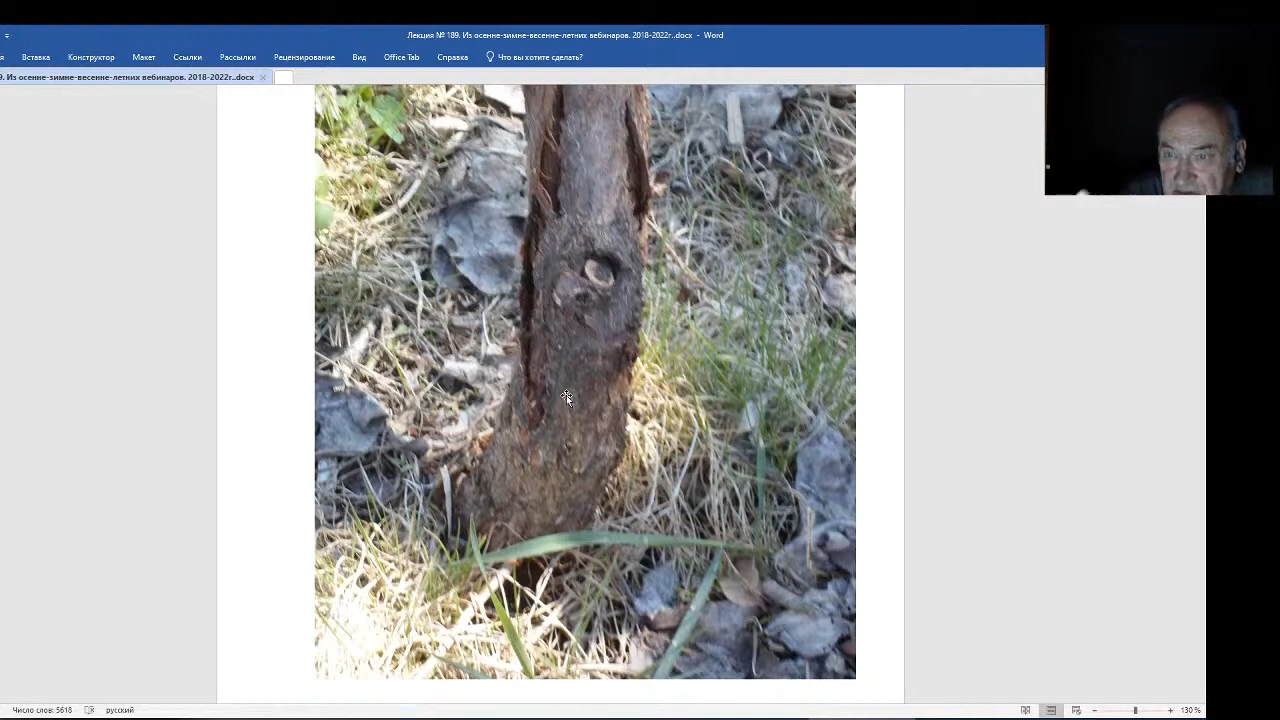 Лекция № 189. Из осенне-зимне-весенне-летних вебинаров. 2018-2022г..docx - Word
я Вставка Конструктор Макет Ссылки Рассылки Рецензирование Вид Office Tab Справка Что вы хотите сделать?
9. Из осенне-зимне-весенне-летних вебинаров. 2018-2022г..docx
Число слов: 5618 русский 130 %